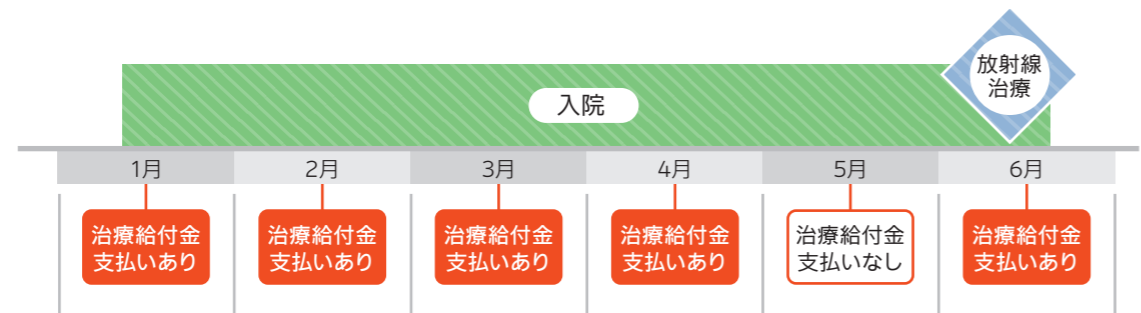 放射線
治療
入院
1月
2月
3月
4月
5月
6月
治療給付金
支払いあり
治療給付金
支払いあり
治療給付金
支払いあり
治療給付金
支払いあり
治療給付金
支払いなし
治療給付金
支払いあり